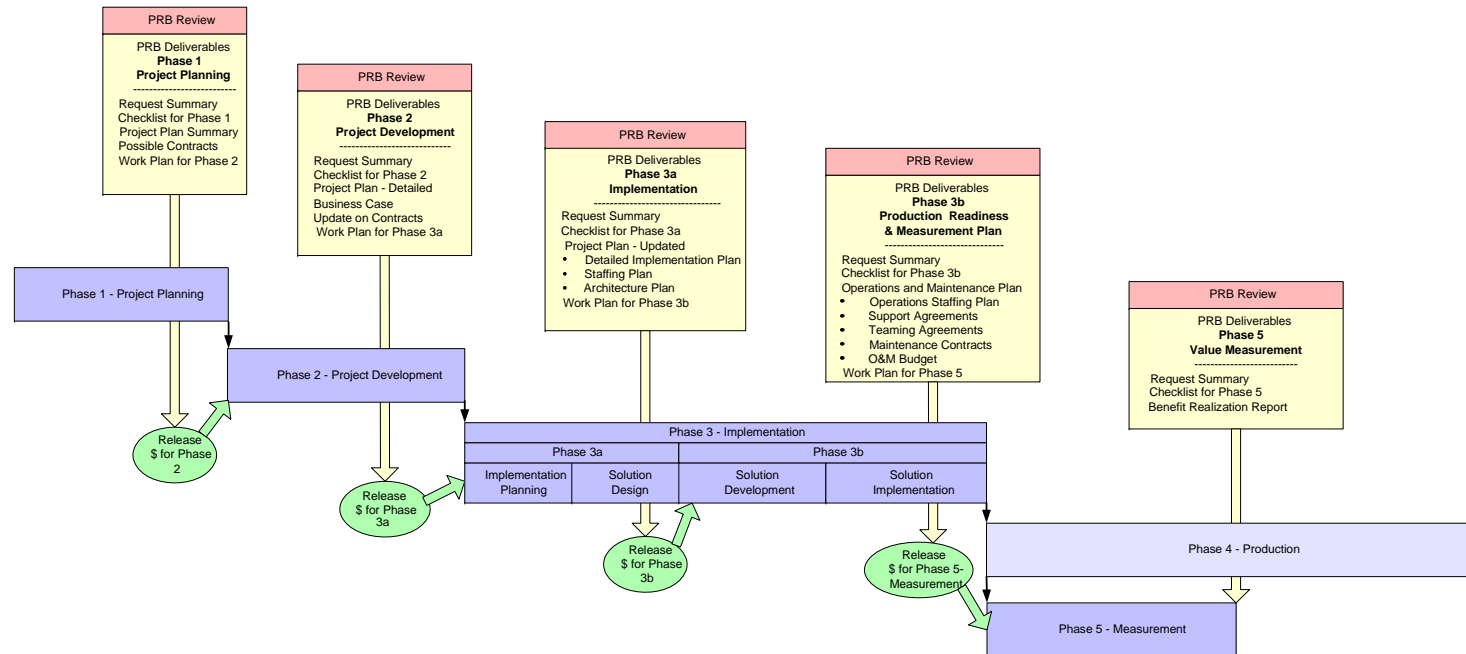 PRB Review
PRB Deliverables
Phase 1
Project Planning
--------------------------
Request Summary
Checklist for Phase 1
Project Plan Summary
Possible Contracts
Work Plan for Phase 2
PRB Review
PRB Deliverables
Phase 2
Project Development
----------------------------
Request Summary
Checklist for Phase 2
Project Plan - Detailed
Business Case
Update on Contracts
Work Plan for Phase 3a
PRB Review
PRB Deliverables
Phase 3a
Implementation
--------------------------------
Request Summary
Checklist for Phase 3a
Project Plan - Updated
• Detailed Implementation Plan
• Staffing Plan
• Architecture Plan
Work Plan for Phase 3b
PRB Review
PRB Deliverables
Phase 3b
Production Readiness
& Measurement Plan
------------------------------
Request Summary
Checklist for Phase 3b
Operations and Maintenance Plan
• Operations Staffing Plan
• Support Agreements
• Teaming Agreements
• Maintenance Contracts
• O&M Budget
Work Plan for Phase 5
PRB Review
PRB Deliverables
Phase 5
Value Measurement
--------------------------
Request Summary
Checklist for Phase 5
Benefit Realization Report
Phase 1 - Project Planning
Phase 2 - Project Development
Release
$ for Phase
2
Phase 3 - Implementation
Phase 3a
Phase 3b
Implementation
Planning
Solution
Design
Solution
Development
Solution
Implementation
Release
$ for Phase
3a
Release
$ for Phase
3b
Release
$ for Phase 5-
Measurement
Phase 4 - Production
Phase 5 - Measurement